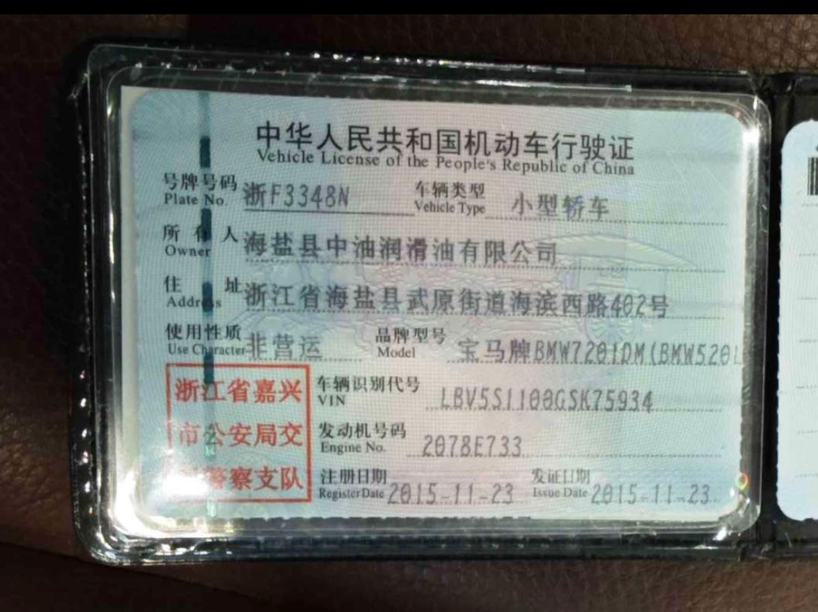 中华人民共和国机动车行驶证
Vehicle License of the People's Republic of China
号牌号码 浙F3348N 车辆类型 小型轿车
Plate No. Vehicle Type
所有人 海盐县中油润滑油有限公司
Owner
住址 浙江省海盐县武原街道海滨西路402号
Address
使用性质 非营运 品牌型号 宝马牌BMW7201DM(BMW520L
Use Character Model
浙江省嘉兴
市公安局交
警察支队
车辆识别代号 LBV5S1100GSK75934
VIN
发动机号码 2078E733
Engine No.
注册日期 2015-11-23 发证日期 2015-11-23
Register Date Issue Date